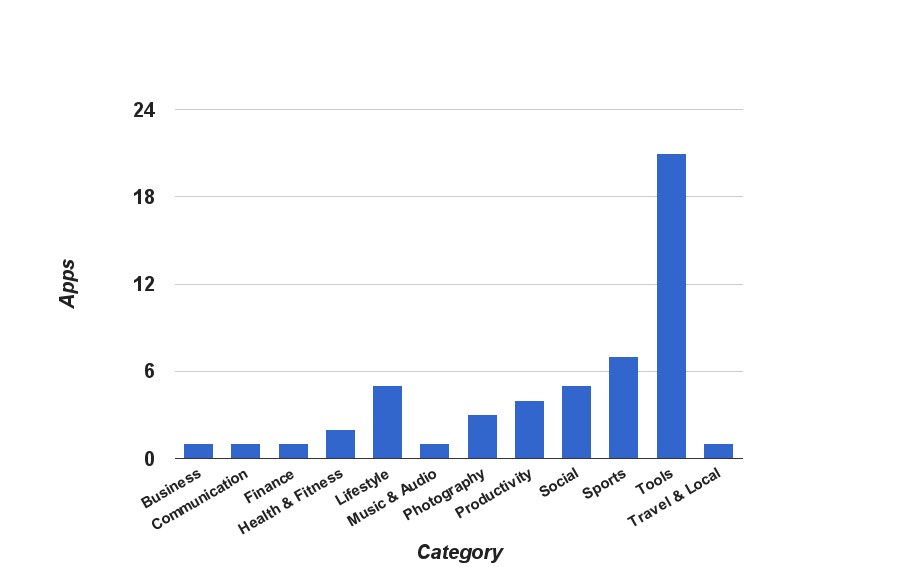 24
18
12
6
0
Apps
Business
Communication
Finance
Health & Fitness
Lifestyle
Music & Audio
Photography
Productivity
Social
Sports
Tools
Travel & Local
Category